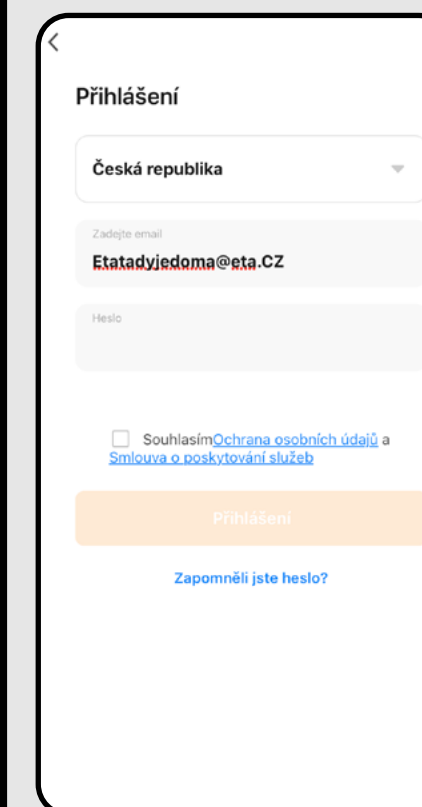 Přihlášení
Česká republika
Zadejte email
Etatadyjedoma@eta.CZ
Heslo
SouhlasímOchrana osobních údajů a
Smlouva o poskytování služeb
Přihlášení
Zapomněli jste heslo?